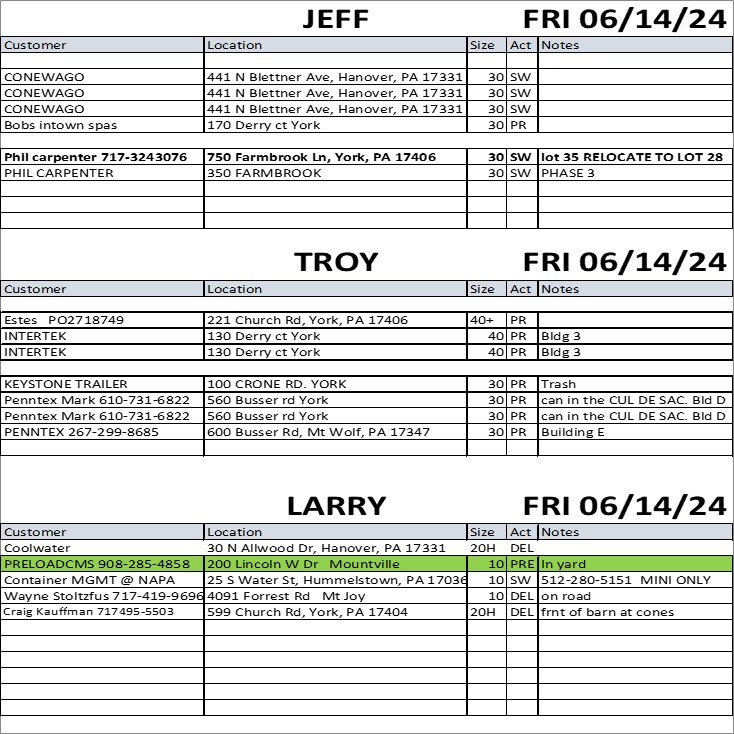 JEFF FRI 06/14/24
Customer Location Size Act Notes
CONEWAGO 441 N Blettner Ave, Hanover, PA 17331 30 SW
CONEWAGO 441 N Blettner Ave, Hanover, PA 17331 30 SW
CONEWAGO 441 N Blettner Ave, Hanover, PA 17331 30 SW
Bobs intown spas 170 Derry ct York 30 PR
Phil carpenter 717-3243076 750 Farmbrook Ln, York, PA 17406 30 SW lot 35 RELOCATE TO LOT 28
PHIL CARPENTER 350 FARMBROOK 30 SW PHASE 3
TROY FRI 06/14/24
Customer Location Size Act Notes
Estes PO2718749 221 Church Rd, York, PA 17406 40+ PR
INTERTEK 130 Derry ct York 40 PR Bldg 3
INTERTEK 130 Derry ct York 40 PR Bldg 3
KEYSTONE TRAILER 100 CRONE RD. YORK 30 PR Trash
Penntex Mark 610-731-6822 560 Busser rd York 30 PR can in the CUL DE SAC. Bld D
Penntex Mark 610-731-6822 560 Busser rd York 30 PR can in the CUL DE SAC. Bld D
PENNTEX 267-299-8685 600 Busser Rd, Mt Wolf, PA 17347 30 PR Building E
LARRY FRI 06/14/24
Customer Location Size Act Notes
Coolwater 30 N Allwood Dr, Hanover, PA 17331 20H DEL
PRELOADCMS 908-285-4858 200 Lincoln W Dr Mountville 10 PRE In yard
Container MGMT @ NAPA 25 S Water St, Hummelstown, PA 17036 10 SW 512-280-5151 MINI ONLY
Wayne Stoltzfus 717-419-9696 4091 Forrest Rd Mt Joy 10 DEL on road
Craig Kauffman 717495-5503 599 Church Rd, York, PA 17404 20H DEL frnt of barn at cones